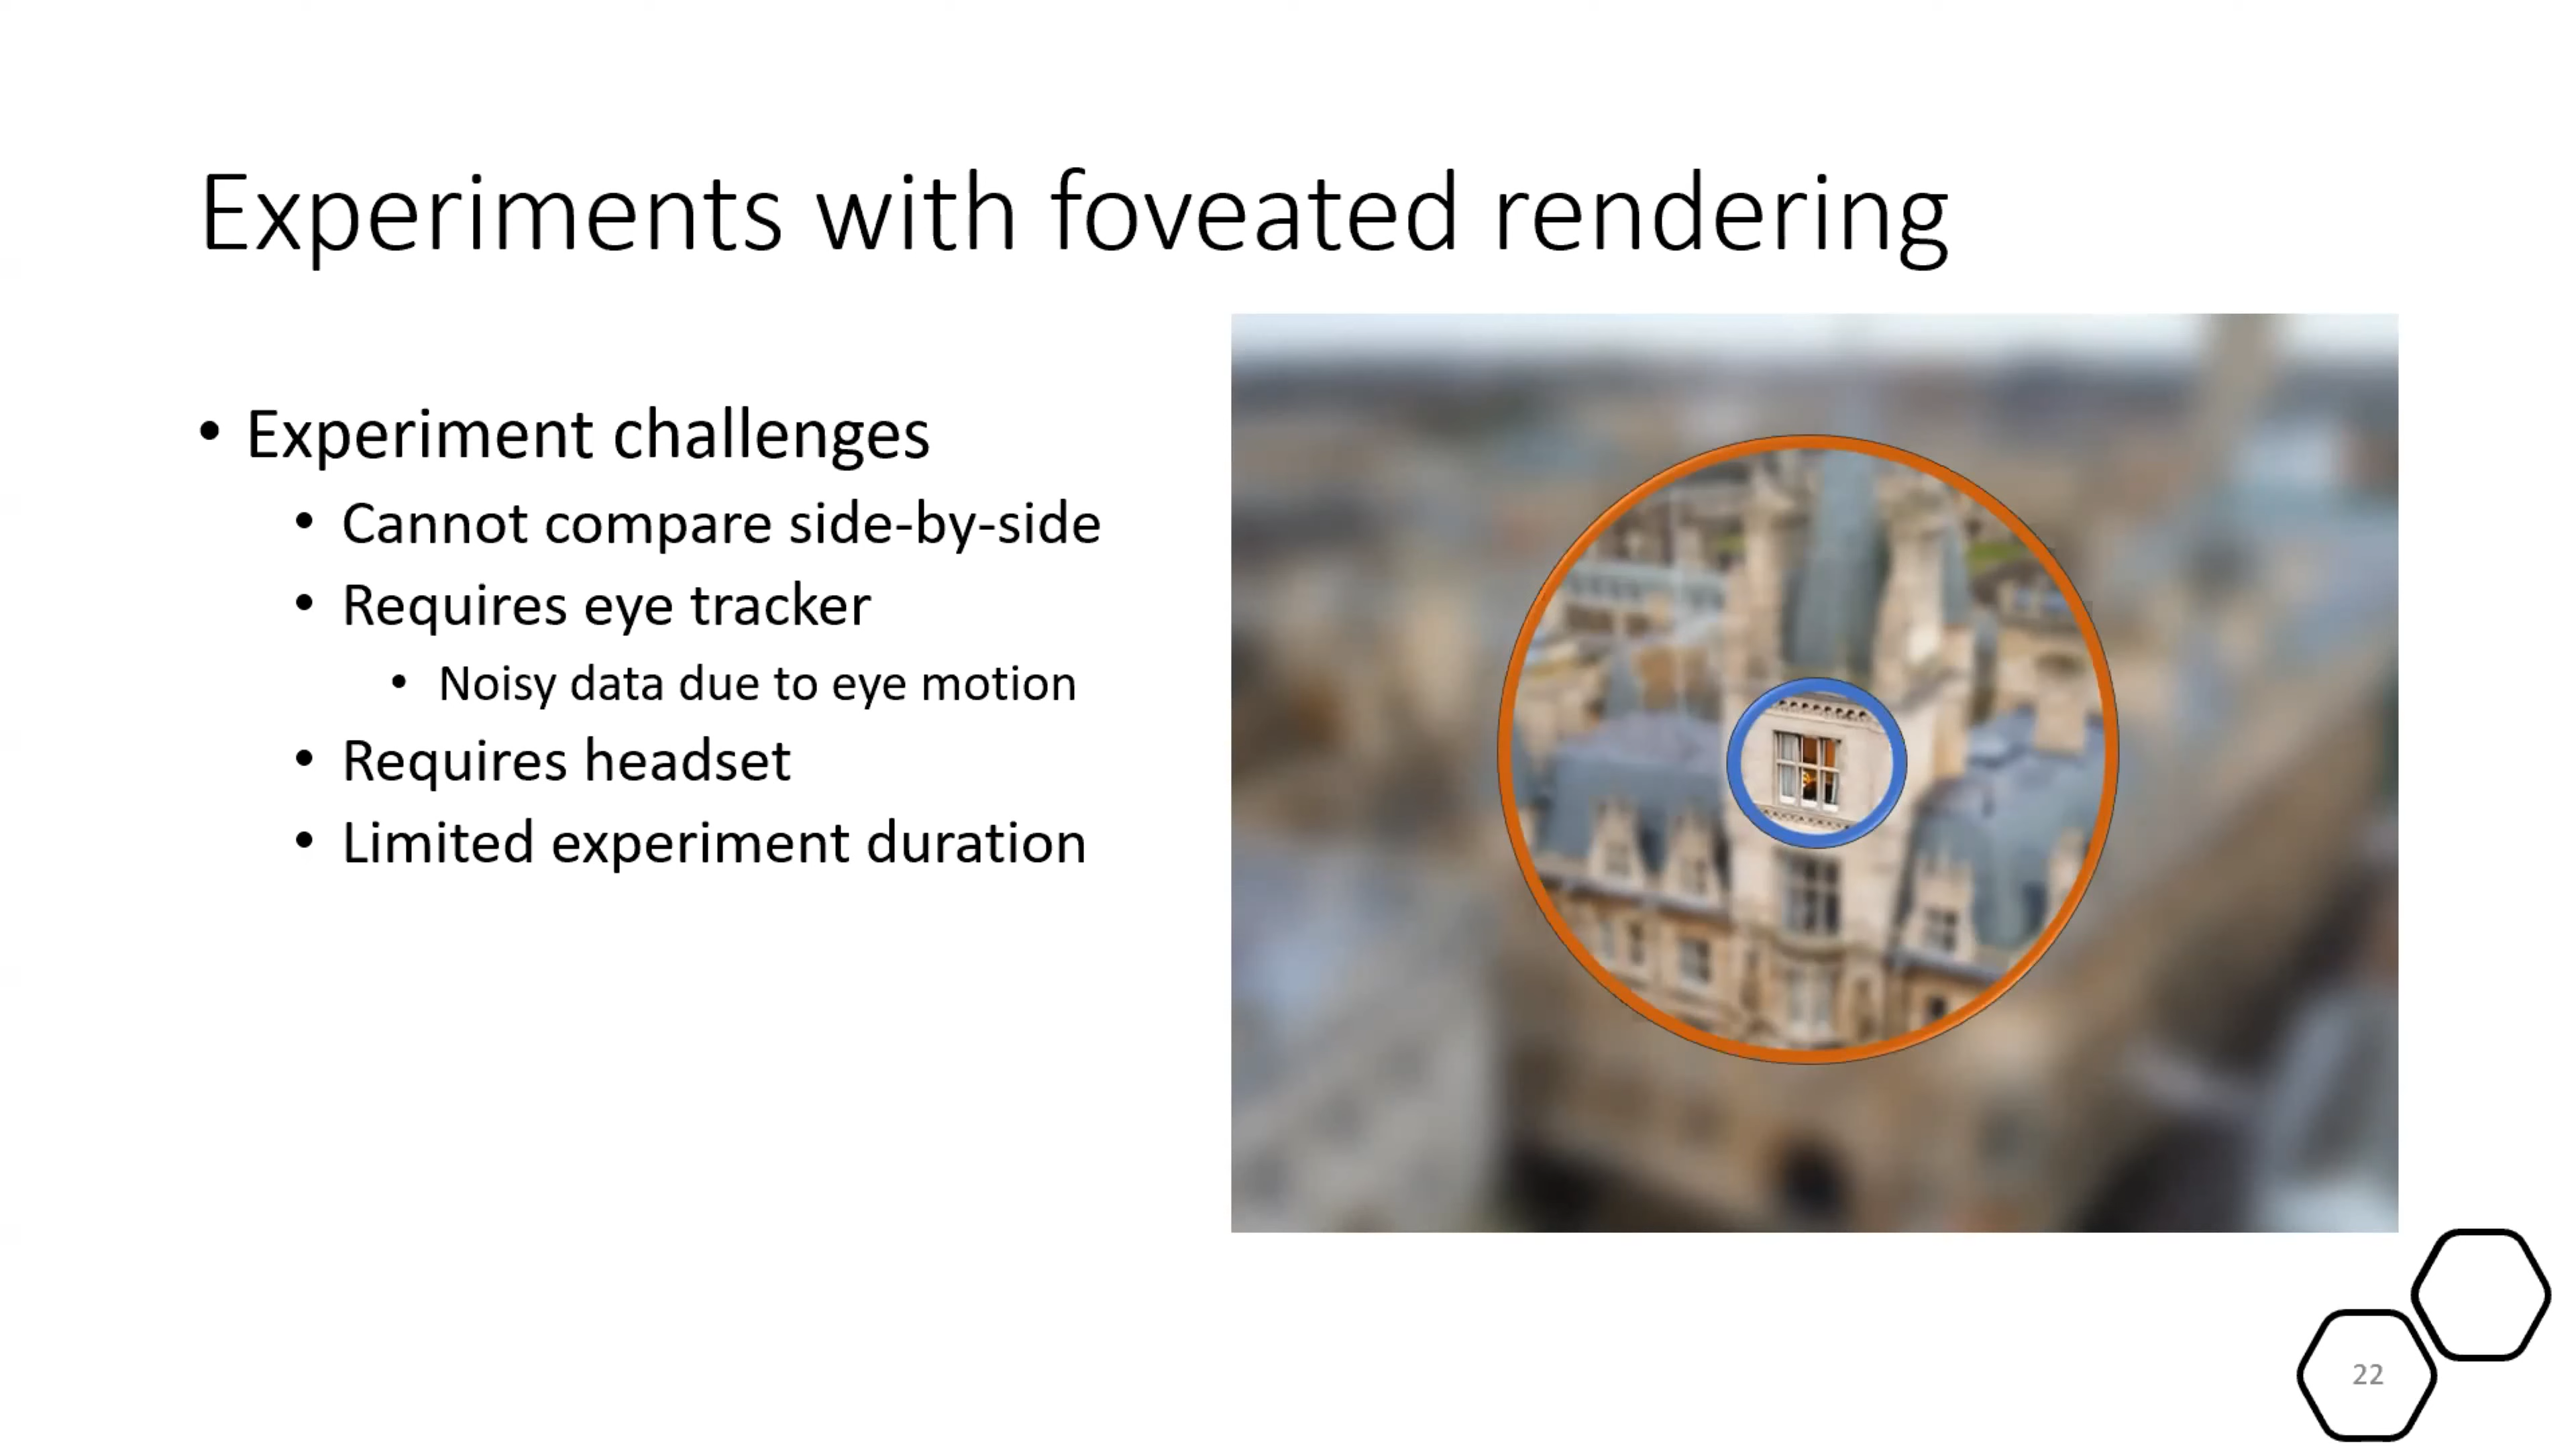 Experiments with foveated rendering
• Experiment challenges
• Cannot compare side-by-side
• Requires eye tracker
• Noisy data due to eye motion
• Requires headset
• Limited experiment duration
22